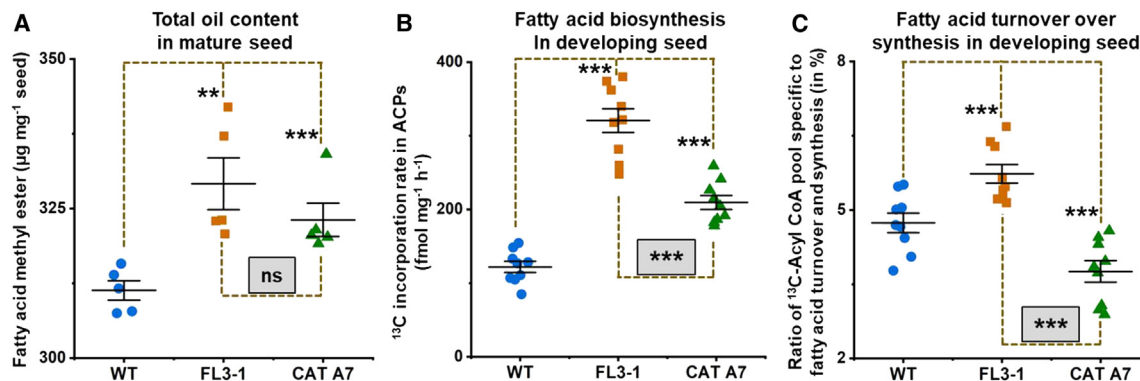 A
Total oil content
in mature seed
Fatty acid methyl ester (µg mg⁻¹ seed)
350
325
300
**
***
ns
WT
FL3-1
CAT A7
B
Fatty acid biosynthesis
In developing seed
¹³C incorporation rate in ACPs
(fmol mg⁻¹ h⁻¹)
400
200
0
***
***
***
WT
FL3-1
CAT A7
C
Fatty acid turnover over
synthesis in developing seed
Ratio of ¹³C-Acyl CoA pool specific to
fatty acid turnover and synthesis (in %)
8
5
2
***
***
***
WT
FL3-1
CAT A7